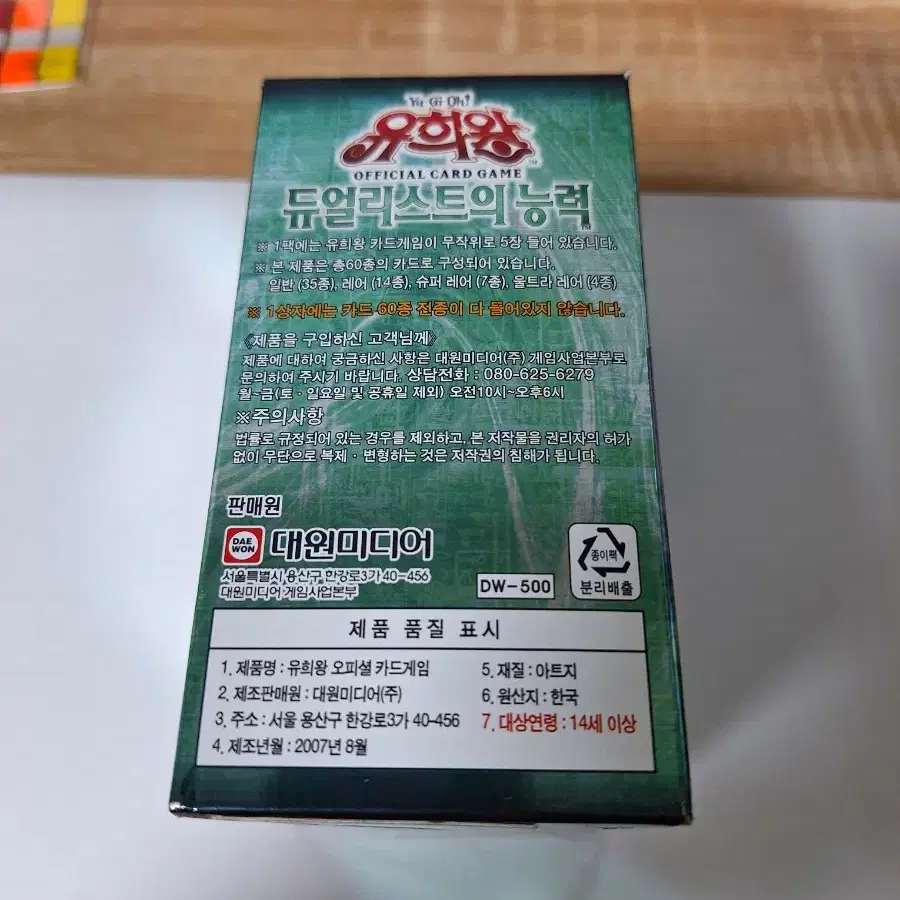 Yu-Gi-Oh!
유희왕 TM
OFFICIAL CARD GAME
듀얼리스트의 능력
※ 1팩에는 유희왕 카드게임이 무작위로 5장 들어 있습니다.
※ 본 제품은 총60종의 카드로 구성되어 있습니다.
일반 (35종), 레어 (14종), 슈퍼 레어 (7종), 울트라 레어 (4종)
※ 1상자에는 카드 60종 전종이 다 들어있지 않습니다.
《제품을 구입하신 고객님께》
제품에 대하여 궁금하신 사항은 대원미디어(주) 게임사업본부로
문의하여 주시기 바랍니다. 상담전화 : 080-625-6279
월~금(토·일요일 및 공휴일 제외) 오전10시~오후6시
※주의사항
법률로 규정되어 있는 경우를 제외하고, 본 저작물을 권리자의 허가
없이 무단으로 복제·변형하는 것은 저작권의 침해가 됩니다.
판매원
DAE
WON
대원미디어
서울특별시 용산구 한강로3가 40-456
대원미디어 게임사업본부
DW-500
종이팩
분리배출
제품 품질 표시
1. 제품명 : 유희왕 오피셜 카드게임
2. 제조판매원 : 대원미디어(주)
3. 주소 : 서울 용산구 한강로3가 40-456
4. 제조년월 : 2007년 8월
5. 재질 : 아트지
6. 원산지 : 한국
7. 대상연령 : 14세 이상